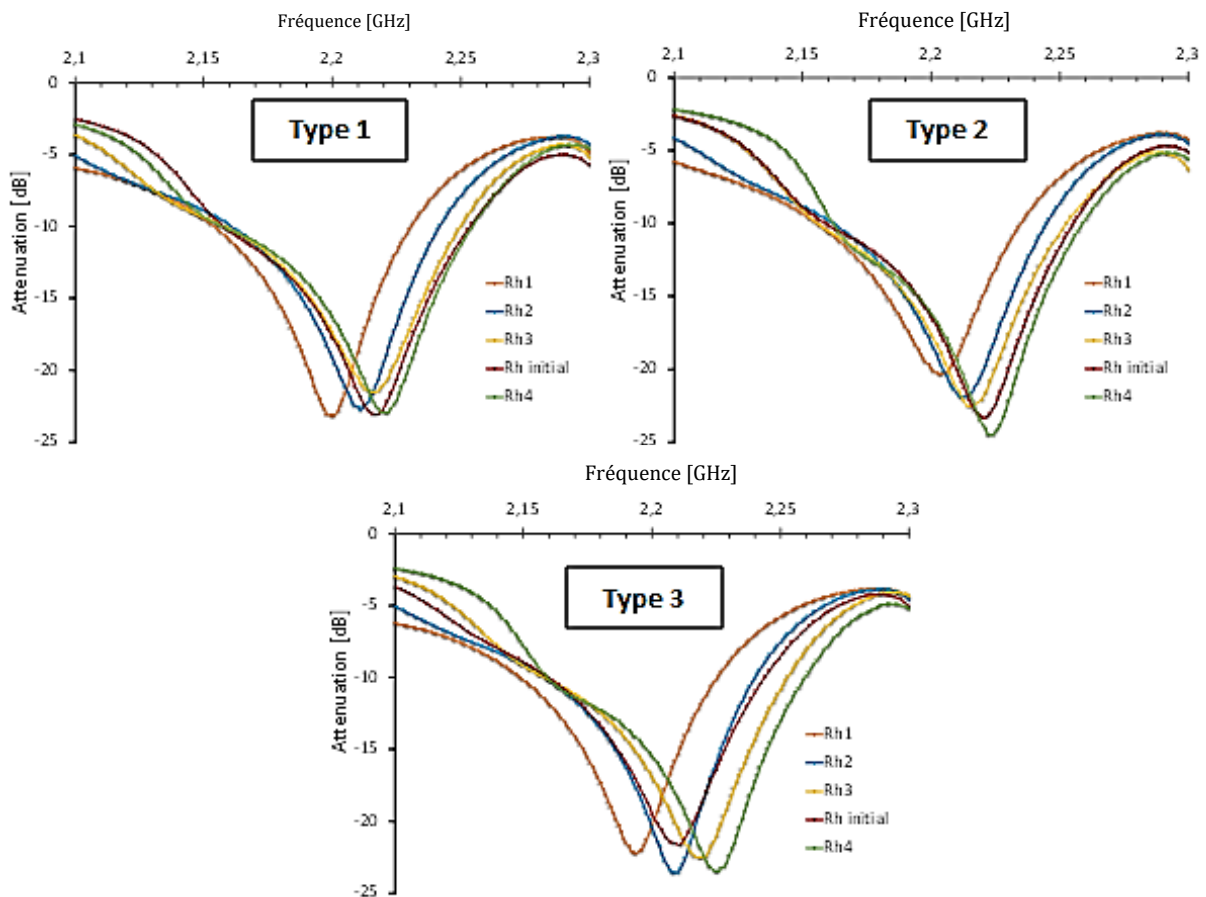 Fréquence [GHz]
2,1 2,15 2,2 2,25 2,3
0
-5
-10
-15
-20
-25
Attenuation [dB]
Type 1
Rh1
Rh2
Rh3
Rh initial
Rh4
Fréquence [GHz]
2,1 2,15 2,2 2,25 2,3
0
-5
-10
-15
-20
-25
Attenuation [dB]
Type 2
Rh1
Rh2
Rh3
Rh initial
Rh4
Fréquence [GHz]
2,1 2,15 2,2 2,25 2,3
0
-5
-10
-15
-20
-25
Attenuation [dB]
Type 3
Rh1
Rh2
Rh3
Rh initial
Rh4